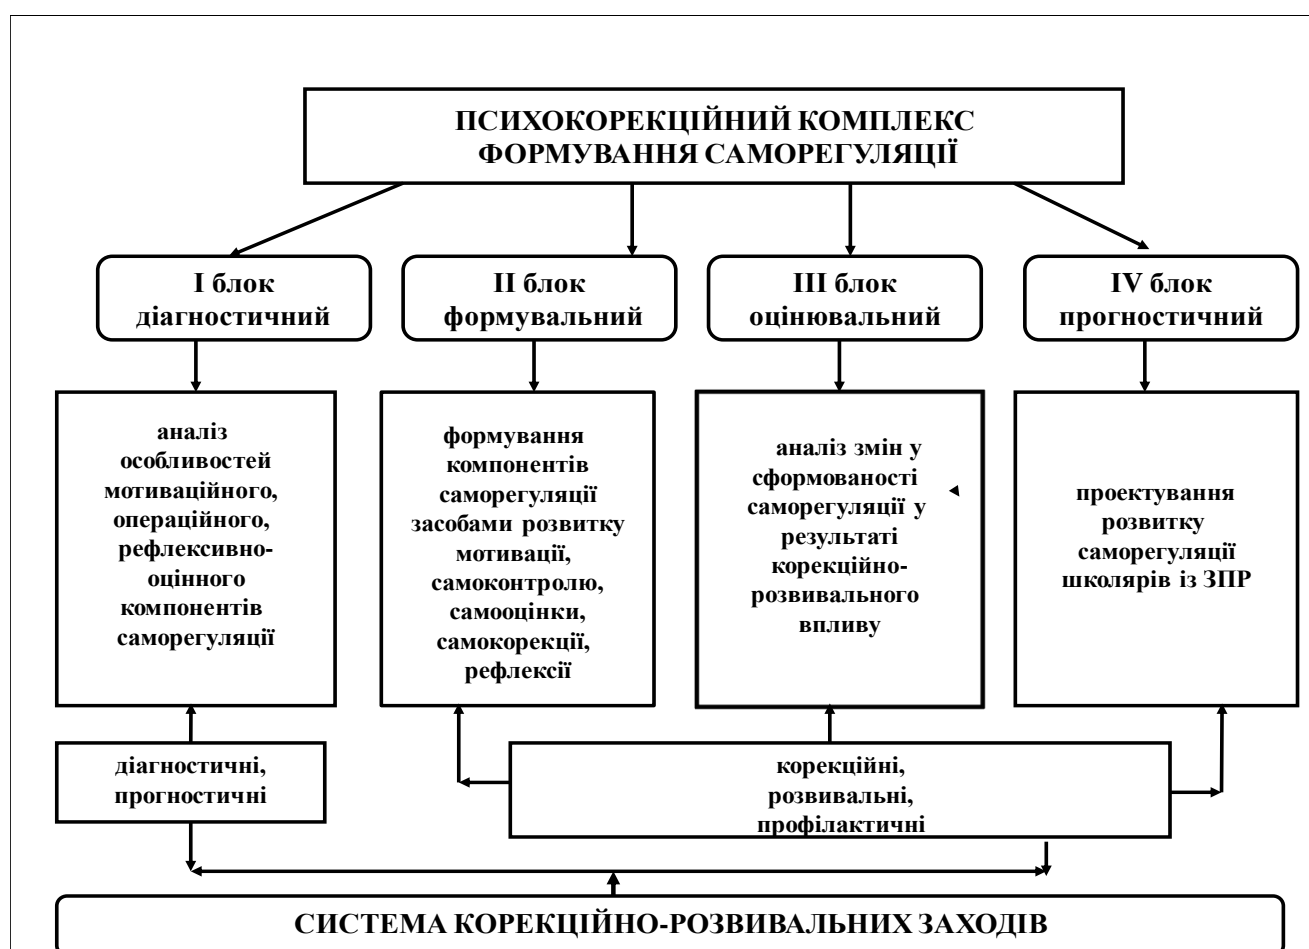 ПСИХОКОРЕКЦІЙНИЙ КОМПЛЕКС
ФОРМУВАННЯ САМОРЕГУЛЯЦІЇ
І блок
діагностичний
ІІ блок
формувальний
ІІІ блок
оцінювальний
ІV блок
прогностичний
аналіз
особливостей
мотиваційного,
операційного,
рефлексивно-
оцінного
компонентів
саморегуляції
формування
компонентів
саморегуляції
засобами розвитку
мотивації,
самоконтролю,
самооцінки,
самокорекції,
рефлексії
аналіз змін у
сформованості
саморегуляції у
результаті
корекційно-
розвивального
впливу
проектування
розвитку
саморегуляції
школярів із ЗПР
діагностичні,
прогностичні
корекційні,
розвивальні,
профілактичні
СИСТЕМА КОРЕКЦІЙНО-РОЗВИВАЛЬНИХ ЗАХОДІВ